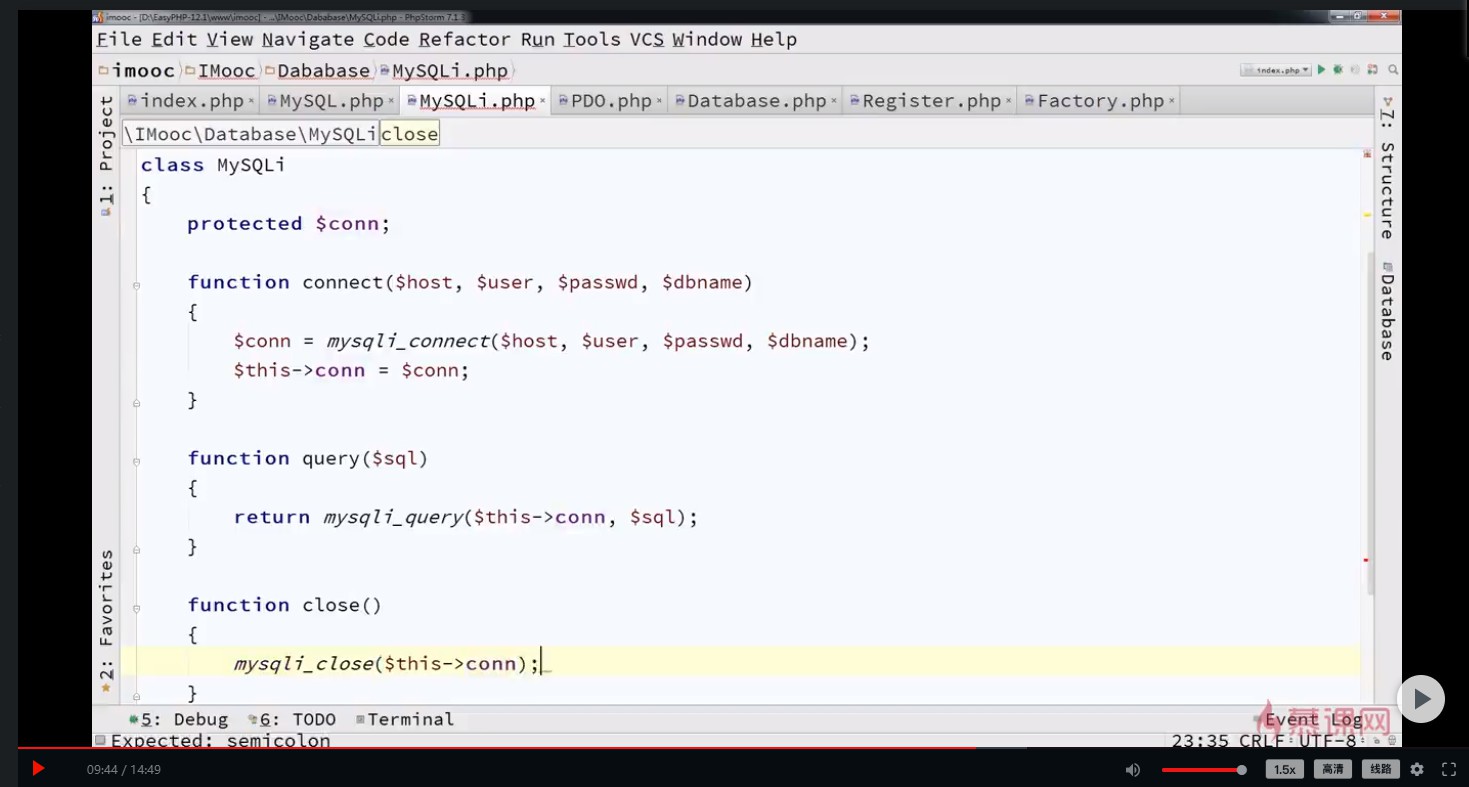 imooc - [D:\EasyPHP-12.1\www\imooc] - ...\IMooc\Dababase\MySQLi.php - PhpStorm 7.1.3
File Edit View Navigate Code Refactor Run Tools VCS Window Help
imooc IMooc Dababase MySQLi.php
index.php
index.php MySQL.php MySQLi.php PDO.php Database.php Register.php Factory.php
\IMooc\Database\MySQLi close
1: Project
7: Structure
Database
2: Favorites
class MySQLi
{
protected $conn;
function connect($host, $user, $passwd, $dbname)
{
$conn = mysqli_connect($host, $user, $passwd, $dbname);
$this->conn = $conn;
}
function query($sql)
{
return mysqli_query($this->conn, $sql);
}
function close()
{
mysqli_close($this->conn);
}
5: Debug 6: TODO Terminal Event Log
慕课网
Expected: semicolon 23:35 CRLF UTF-8
09:44 / 14:49 1.5x 高清 线路